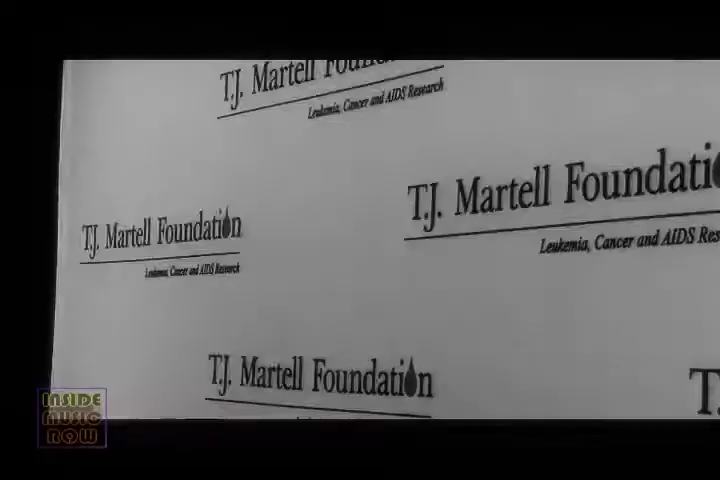 T.J. Martell
Leukemia, Cancer and AIDS Research
T.J. Martell Foundati
Leukemia, Cancer and AIDS Res
T.J. Martell Foundation
Leukemia, Cancer and AIDS Research
T.J. Martell Foundation
T.
INSIDE
MUSIC
NOW